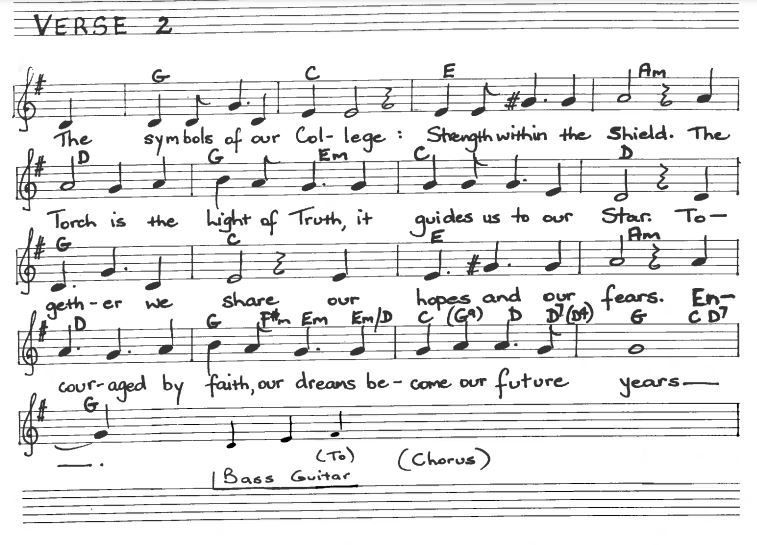 VERSE 2
G C E Am
The symbols of our Col-lege : Strength within the Shield. The
D G Em C D
Torch is the Light of Truth, it guides us to our Star. To-
G C E Am
geth-er we share our hopes and our fears. En-
D G F#m Em Em/D C (G9) D D7(D4) G C D7
cour-aged by faith, our dreams be-come our future years—
G
—. (To) (Chorus)
Bass Guitar